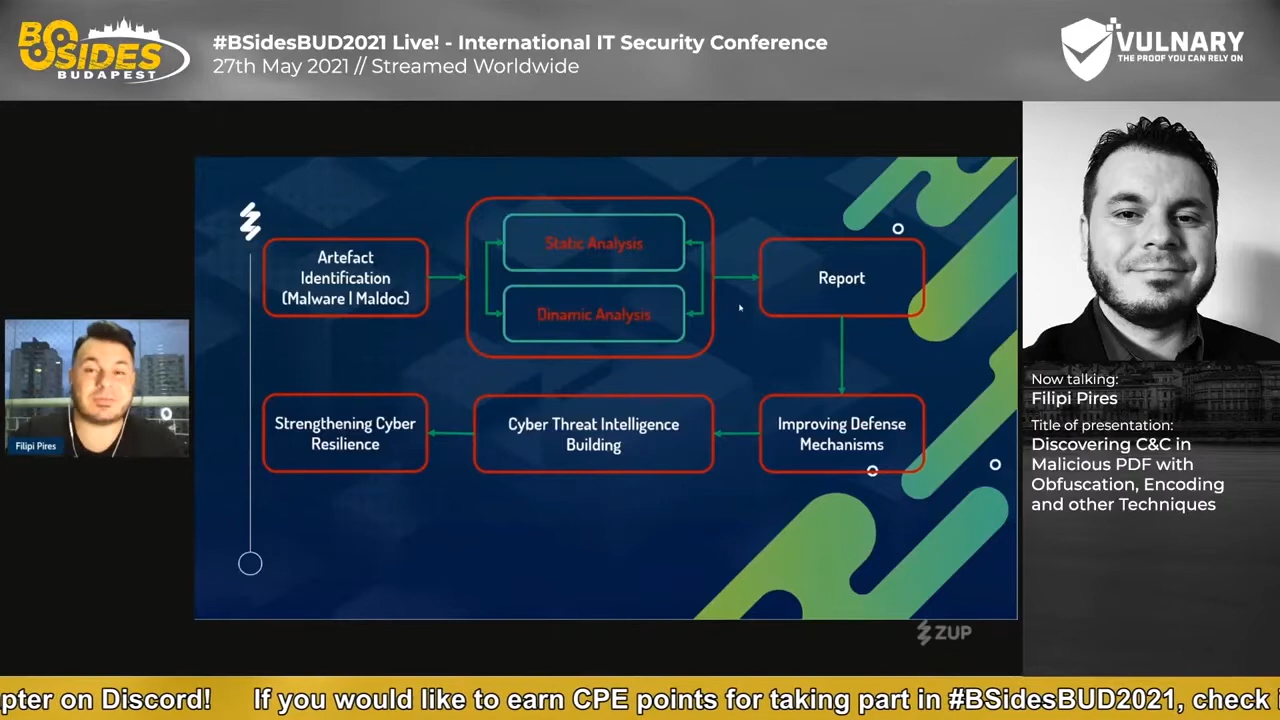 BSIDES
BUDAPEST
#BSidesBUD2021 Live! - International IT Security Conference
27th May 2021 // Streamed Worldwide
VULNARY
THE PROOF YOU CAN RELY ON
Artefact
Identification
(Malware | Maldoc)
Static Analysis
Dinamic Analysis
Report
Strengthening Cyber
Resilience
Cyber Threat Intelligence
Building
Improving Defense
Mechanisms
ZUP
Filipi Pires
Now talking:
Filipi Pires
Title of presentation:
Discovering C&C in
Malicious PDF with
Obfuscation, Encoding
and other Techniques
pter on Discord! If you would like to earn CPE points for taking part in #BSidesBUD2021, check